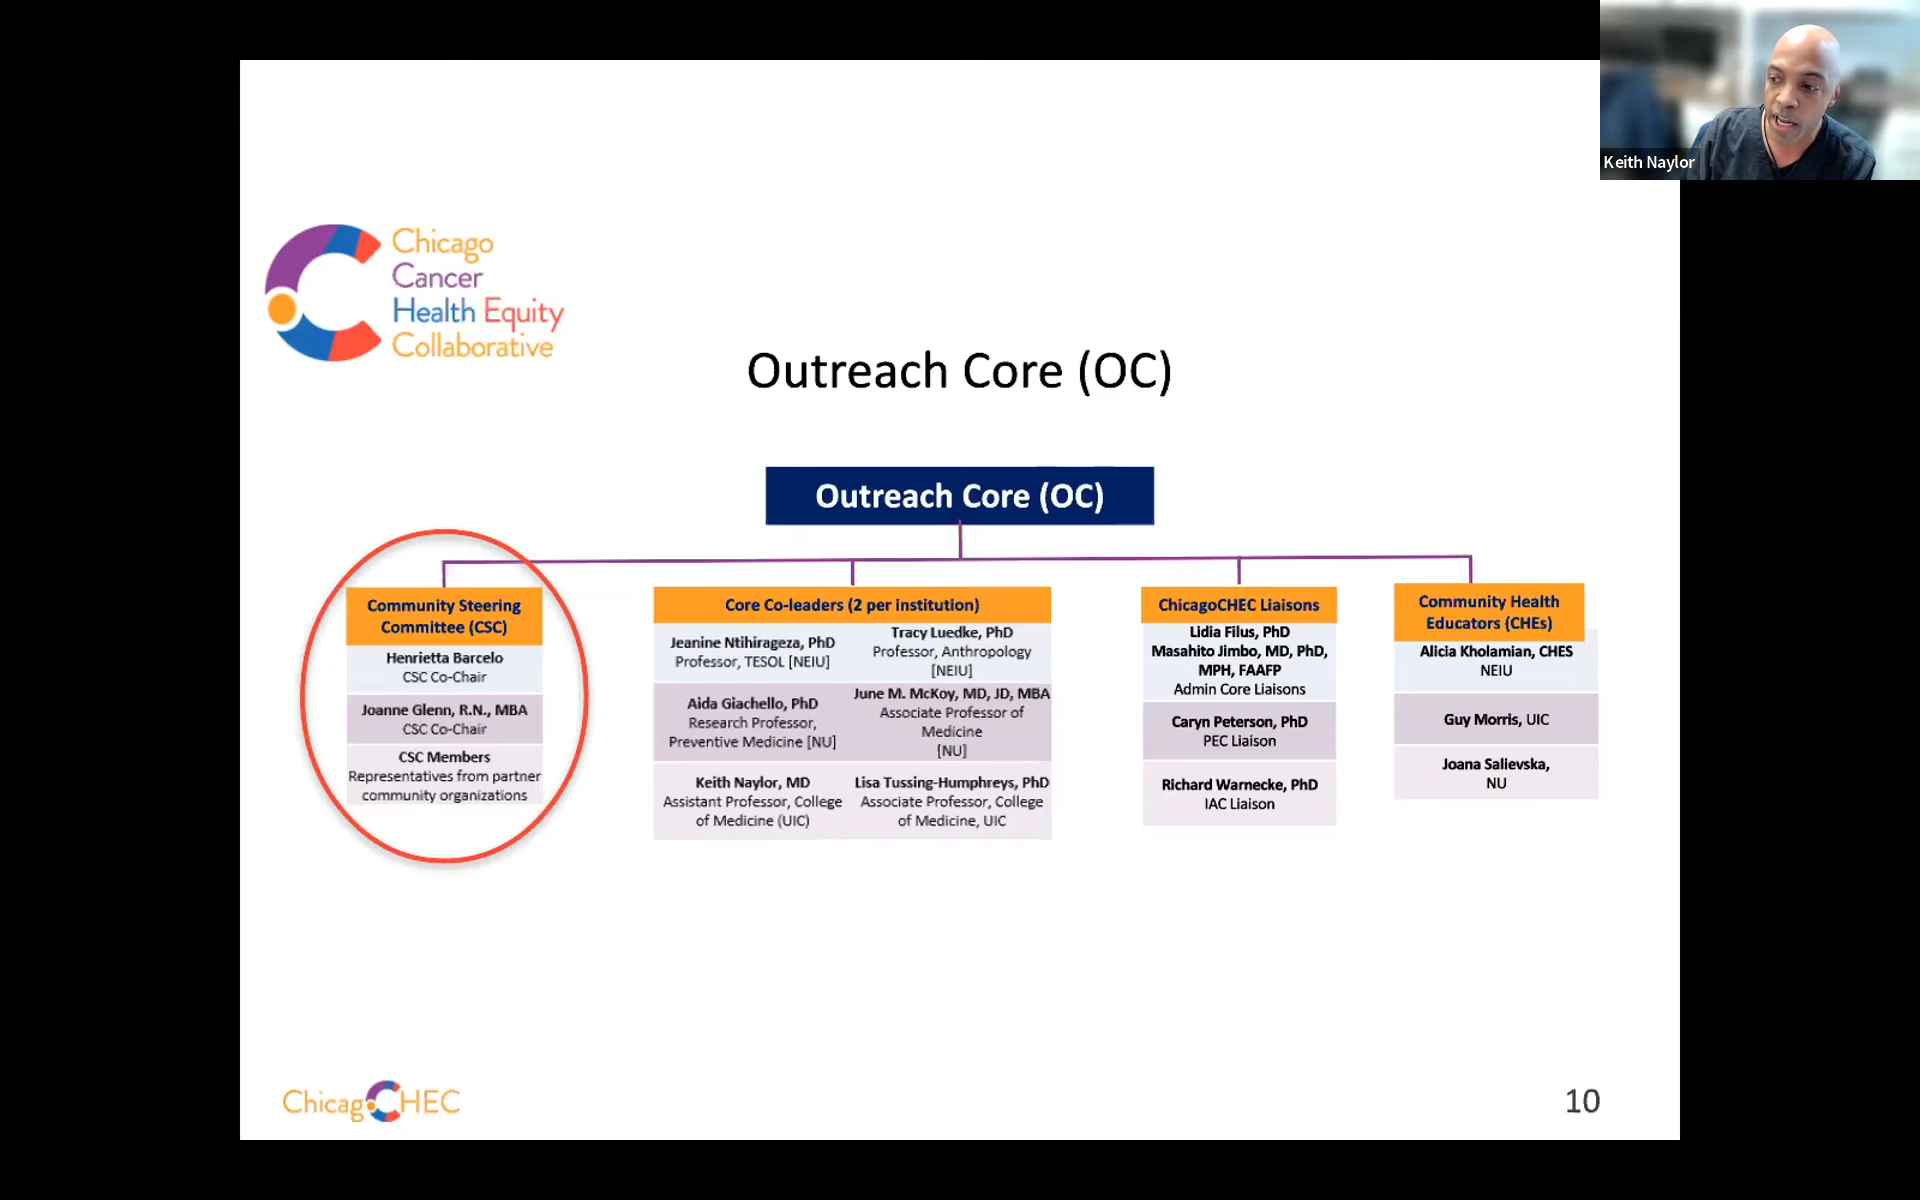 Keith Naylor
Chicago
Cancer
Health Equity
Collaborative
Outreach Core (OC)
Outreach Core (OC)
Community Steering
Committee (CSC)
Henrietta Barcelo
CSC Co-Chair
Joanne Glenn, R.N., MBA
CSC Co-Chair
CSC Members
Representatives from partner
community organizations
Core Co-leaders (2 per institution)
Jeanine Ntihirageza, PhD
Professor, TESOL [NEIU]
Tracy Luedke, PhD
Professor, Anthropology
[NEIU]
Aida Giachello, PhD
Research Professor,
Preventive Medicine [NU]
June M. McKoy, MD, JD, MBA
Associate Professor of
Medicine
[NU]
Keith Naylor, MD
Assistant Professor, College
of Medicine (UIC)
Lisa Tussing-Humphreys, PhD
Associate Professor, College
of Medicine, UIC
ChicagoCHEC Liaisons
Lidia Filus, PhD
Masahito Jimbo, MD, PhD,
MPH, FAAFP
Admin Core Liaisons
Caryn Peterson, PhD
PEC Liaison
Richard Warnecke, PhD
IAC Liaison
Community Health
Educators (CHEs)
Alicia Kholamian, CHES
NEIU
Guy Morris, UIC
Joana Salievska,
NU
ChicagoCHEC
10